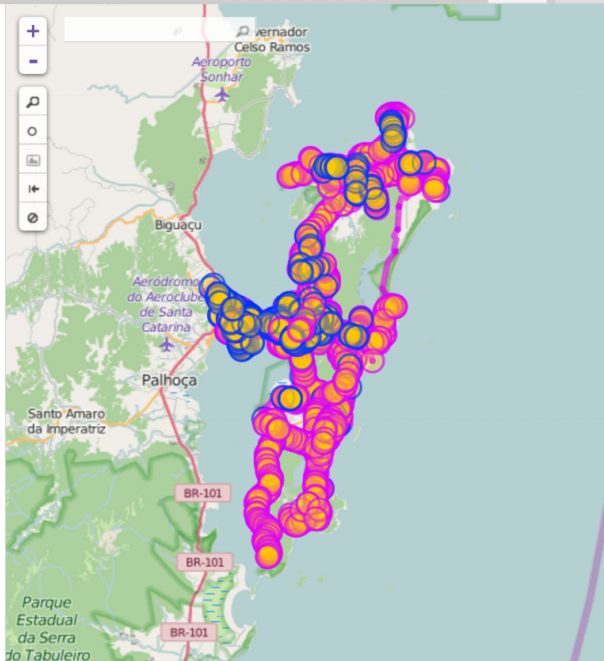 +
-
vernador
Celso Ramos
Aeroporto
Sonhar
Biguaçu
Aeródromo
do Aeroclube
de Santa
Catarina
Palhoça
Santo Amaro
da Imperatriz
BR-101
BR-101
BR-101
Parque
Estadual
da Serra
do Tabuleiro